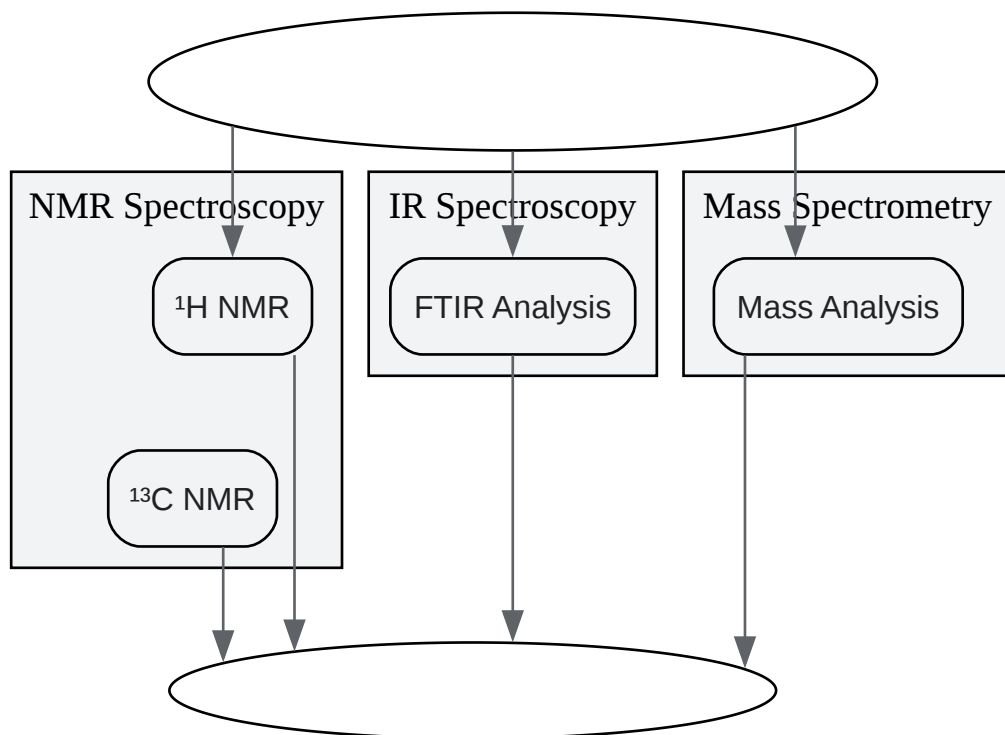 NMR Spectroscopy
IR Spectroscopy
Mass Spectrometry
¹H NMR
FTIR Analysis
Mass Analysis
¹³C NMR